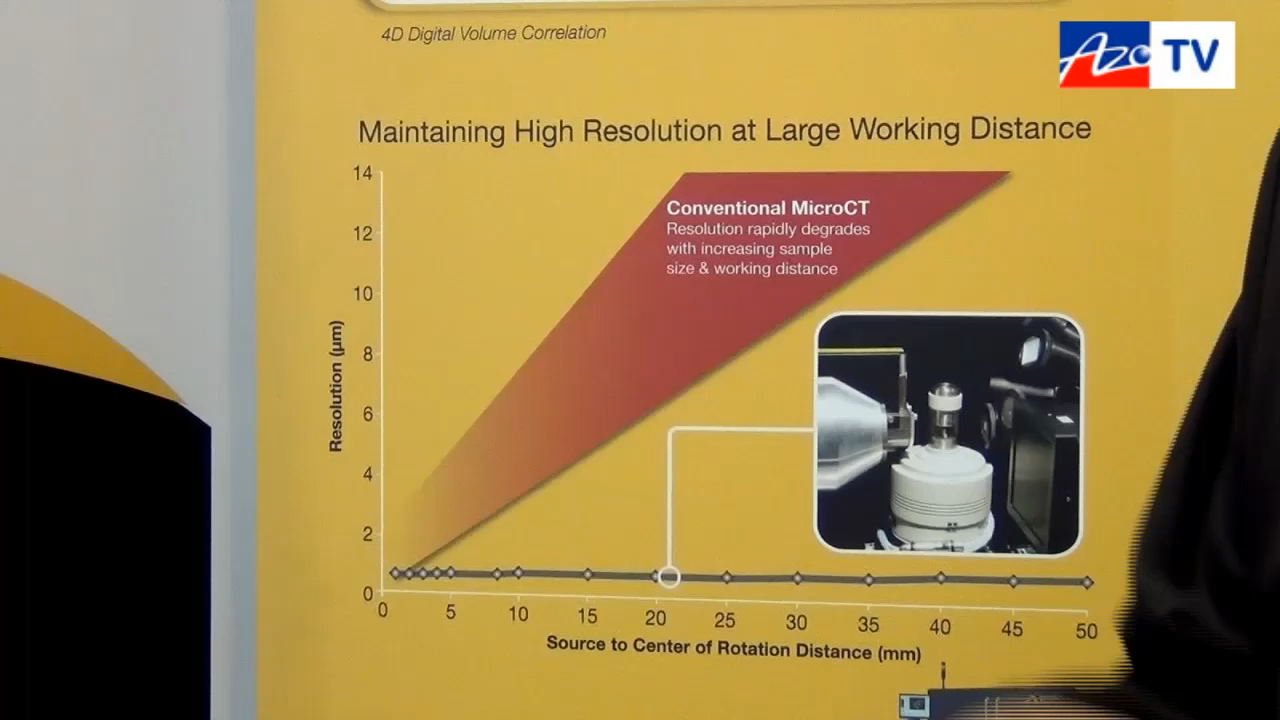 4D Digital Volume Correlation
Azo TV
Maintaining High Resolution at Large Working Distance
14
12
10
8
6
4
2
0
Resolution (µm)
Conventional MicroCT
Resolution rapidly degrades
with increasing sample
size & working distance
0 5 10 15 20 25 30 35 40 45 50
Source to Center of Rotation Distance (mm)